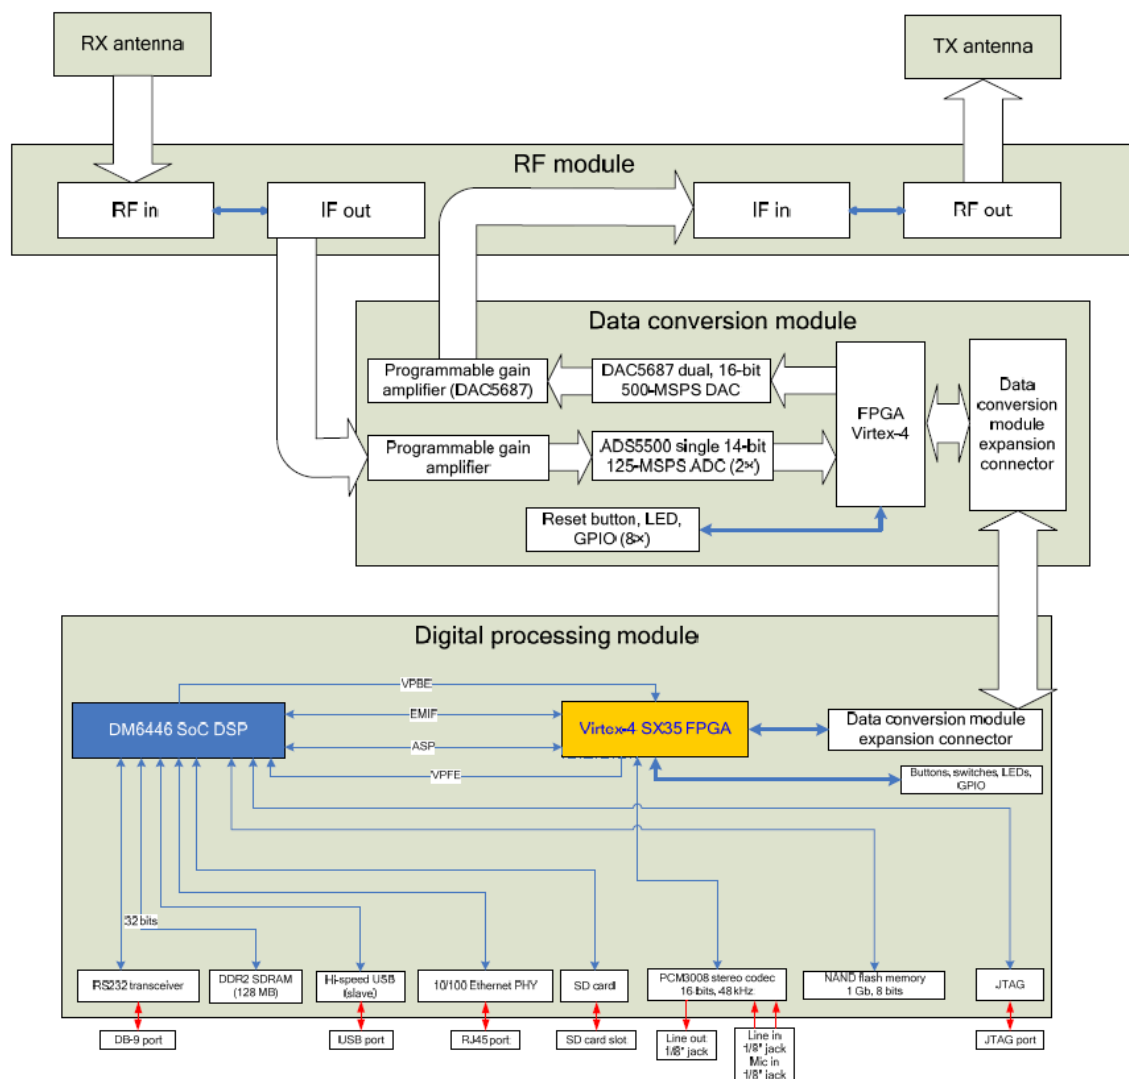 RX antenna
TX antenna
RF module
RF in
IF out
IF in
RF out
Data conversion module
Programmable gain
amplifier (DAC5687)
DAC5687 dual, 16-bit
500-MSPS DAC
FPGA
Virtex-4
Data
conversion
module
expansion
connector
Programmable gain
amplifier
ADS5500 single 14-bit
125-MSPS ADC (2×)
Reset button, LED,
GPIO (8×)
Digital processing module
VPBE
DM6446 SoC DSP
EMIF
Virtex-4 SX35 FPGA
Data conversion module
expansion connector
ASP
VPFE
Buttons, switches, LEDs,
GPIO
32 bits
RS232 transceiver
DDR2 SDRAM
(128 MB)
Hi-speed USB
(slave)
10/100 Ethernet PHY
SD card
PCM3008 stereo codec
16-bits, 48 kHz
NAND flash memory
1 Gb, 8 bits
JTAG
DB-9 port
USB port
RJ45 port
SD card slot
Line out
1/8" jack
Line in
1/8" jack
Mic in
1/8" jack
JTAG port